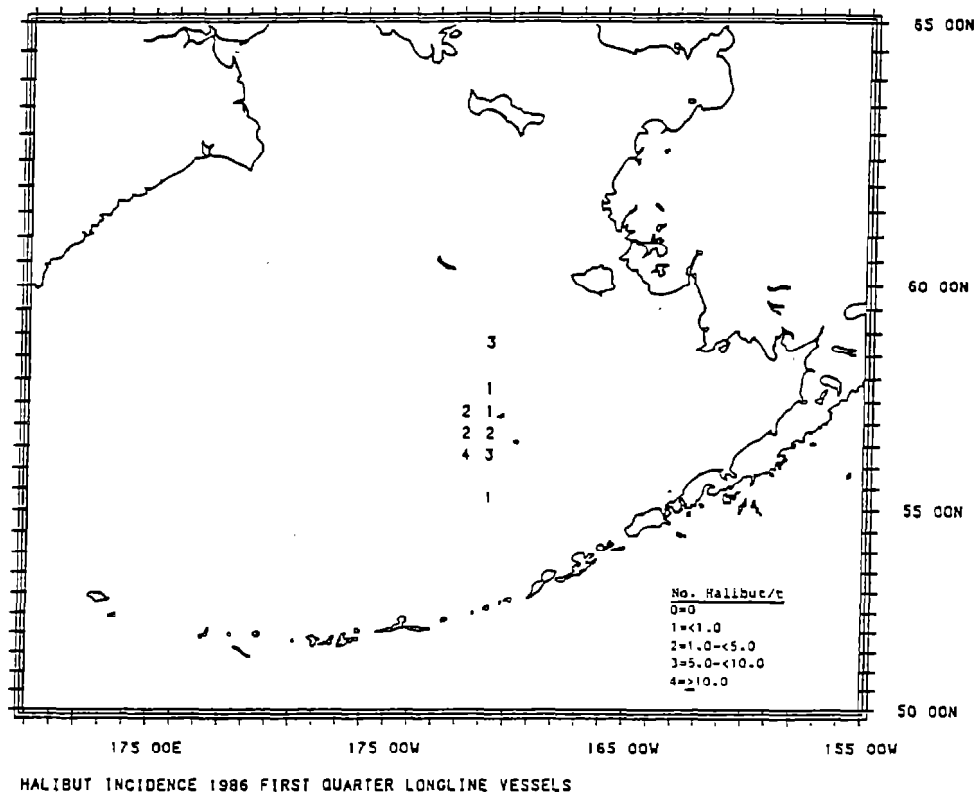 65 00N
60 00N
3
1
2 1
2 2
4 3
1
55 00N
No. Halibut/t
0=0
1=<1.0
2=1.0-<5.0
3=5.0-<10.0
4=≥10.0
50 00N
175 00E 175 00W 165 00W 155 00W
HALIBUT INCIDENCE 1986 FIRST QUARTER LONGLINE VESSELS